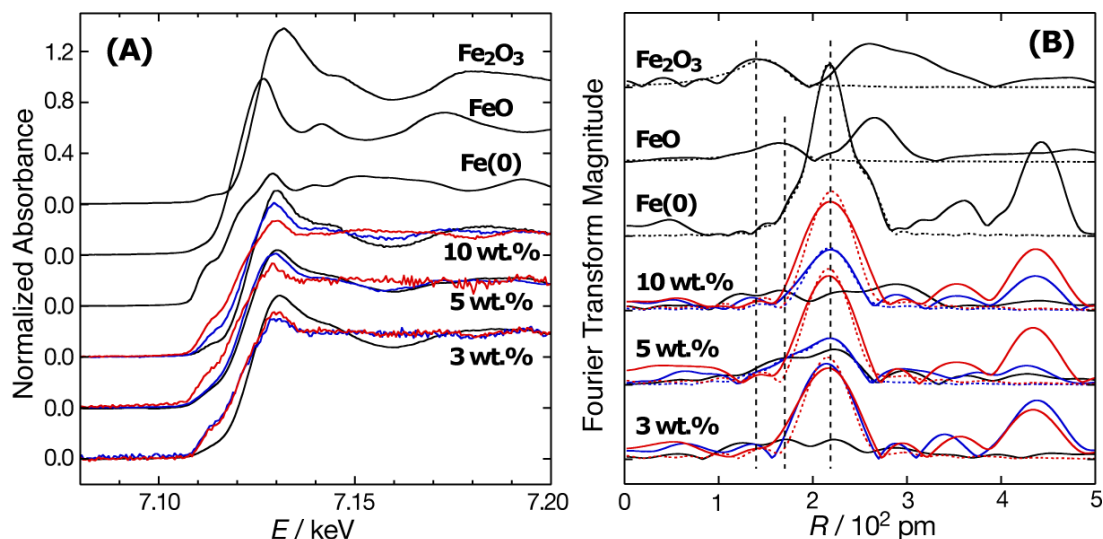 (A)
Fe2O3
FeO
Fe(0)
10 wt.%
5 wt.%
3 wt.%
1.2
0.8
0.4
0.0
0.0
0.0
0.0
0.0
0.0
Normalized Absorbance
7.10
7.15
7.20
E / keV
(B)
Fe2O3
FeO
Fe(0)
10 wt.%
5 wt.%
3 wt.%
Fourier Transform Magnitude
0
1
2
3
4
5
R / 10² pm